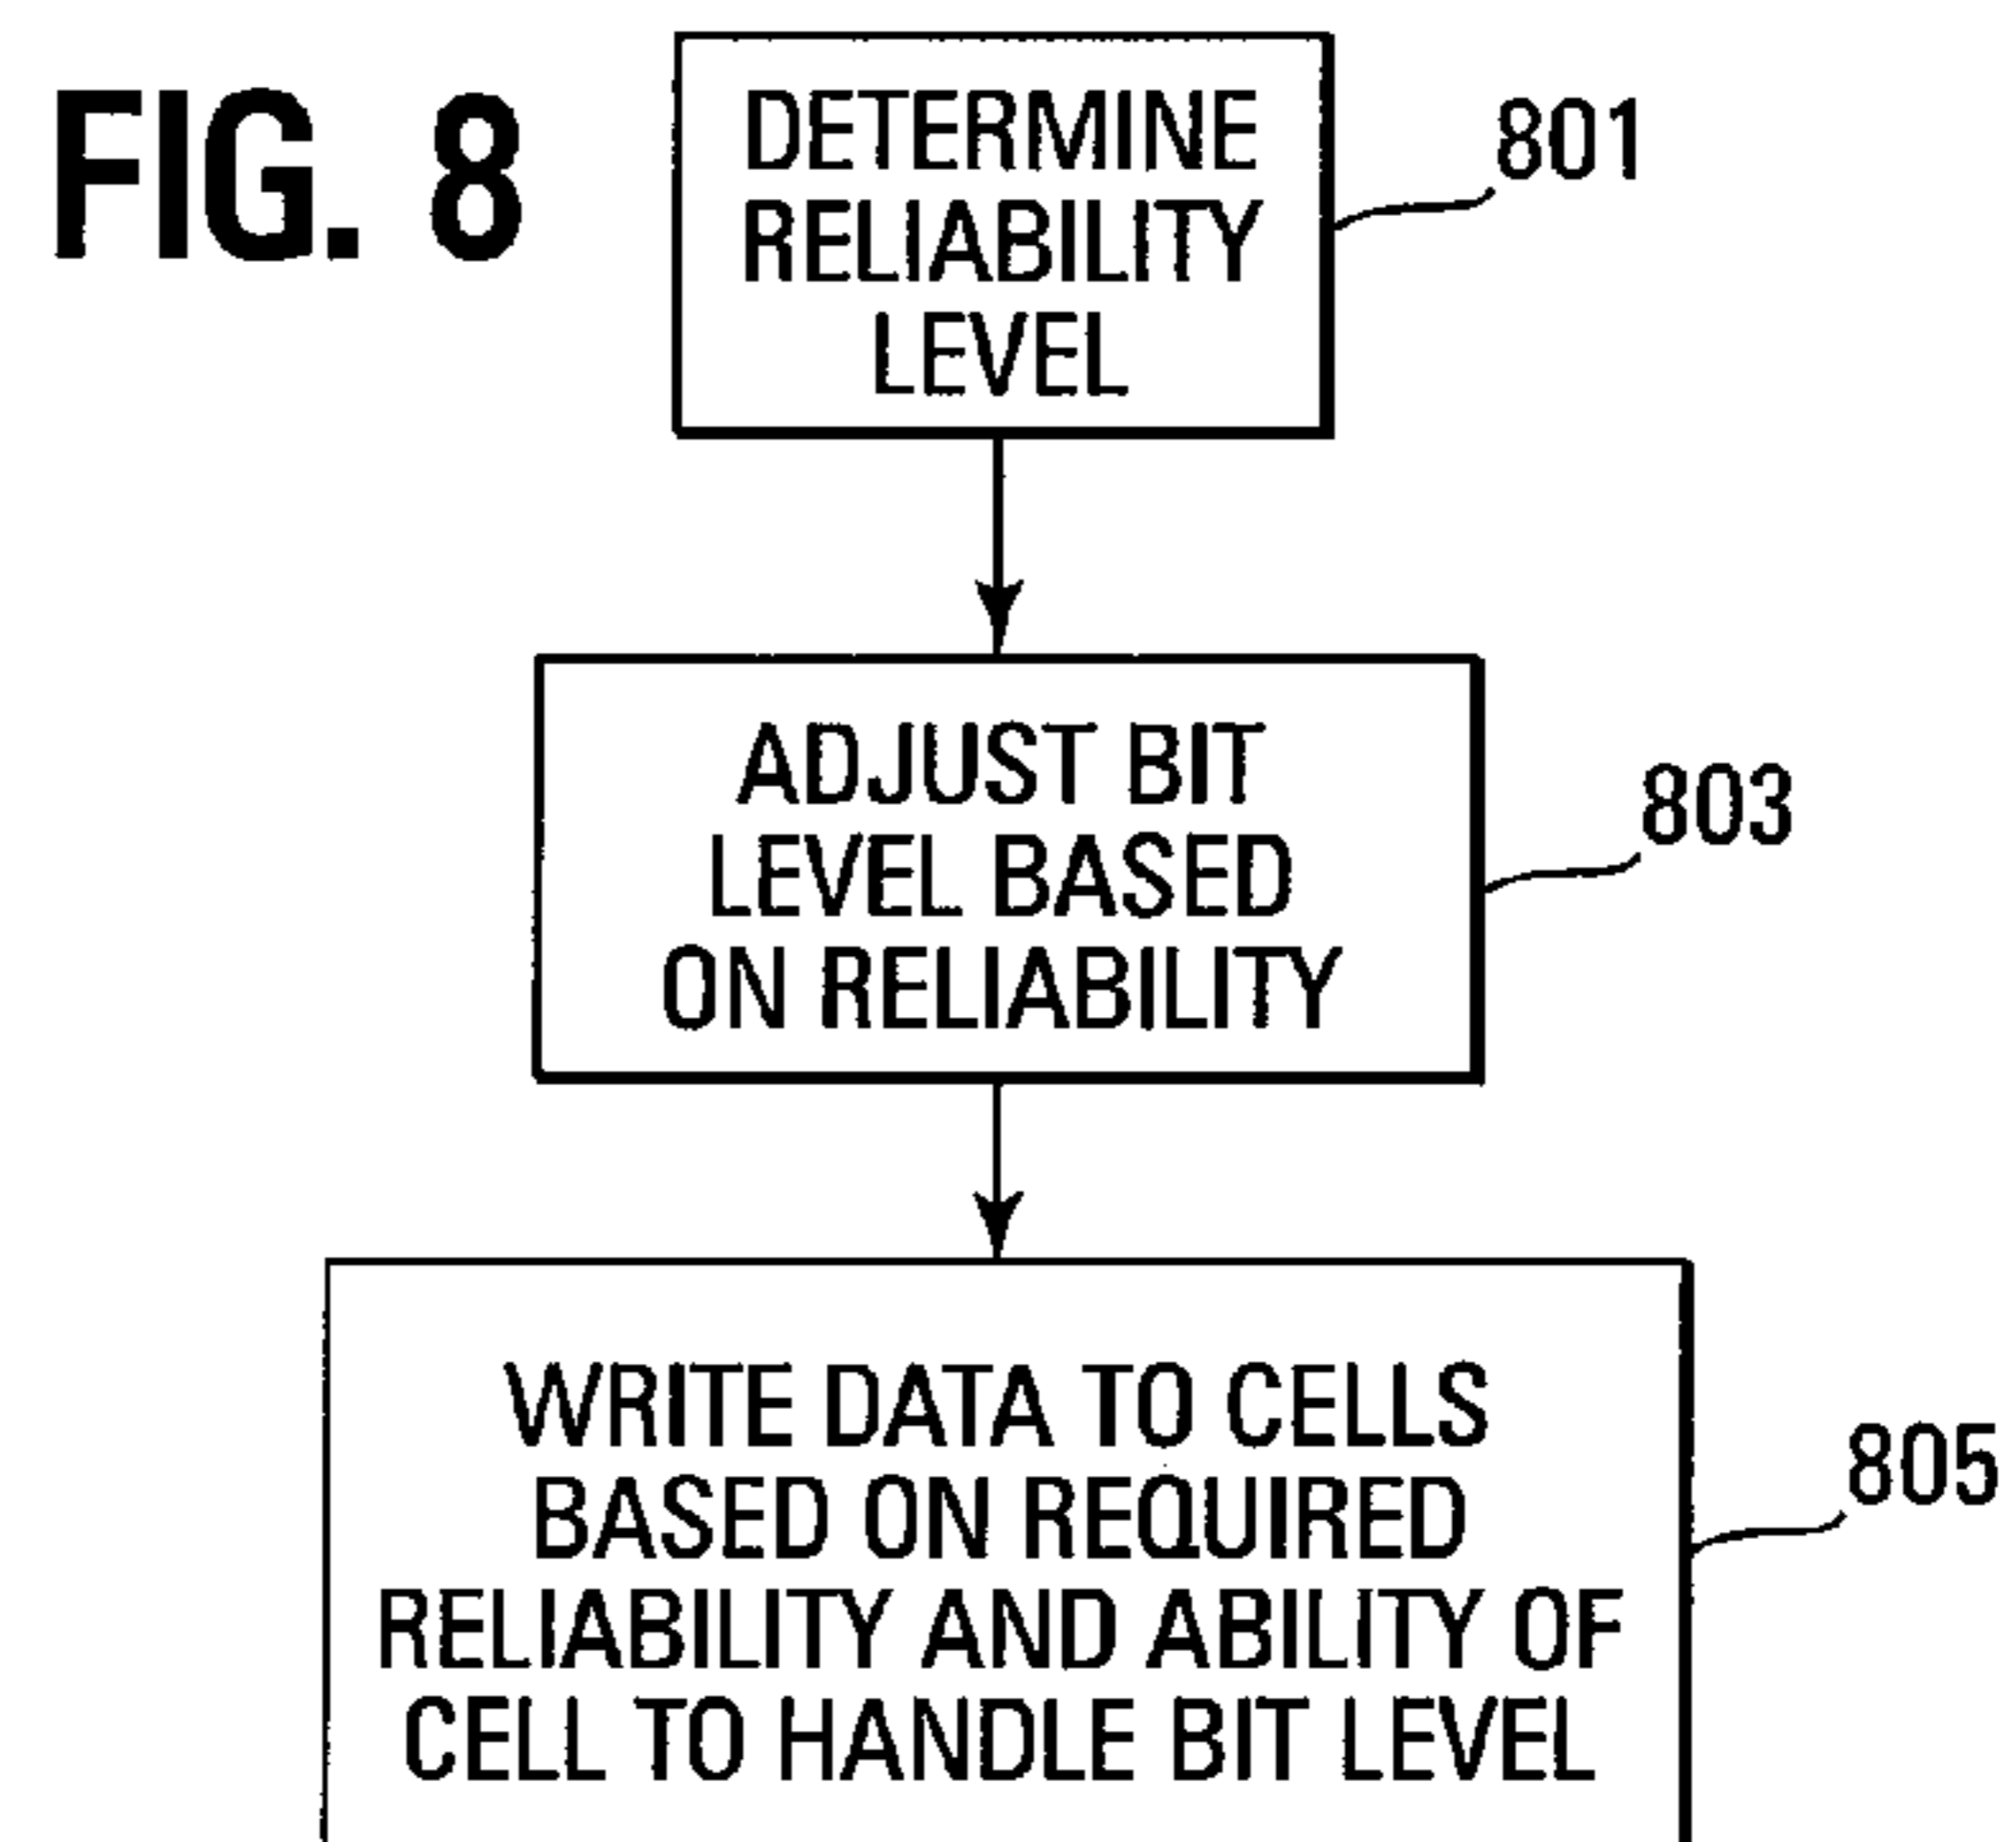 FIG. 8
DETERMINE
RELIABILITY
LEVEL
801
ADJUST BIT
LEVEL BASED
ON RELIABILITY
803
WRITE DATA TO CELLS
BASED ON REQUIRED
RELIABILITY AND ABILITY OF
CELL TO HANDLE BIT LEVEL
805